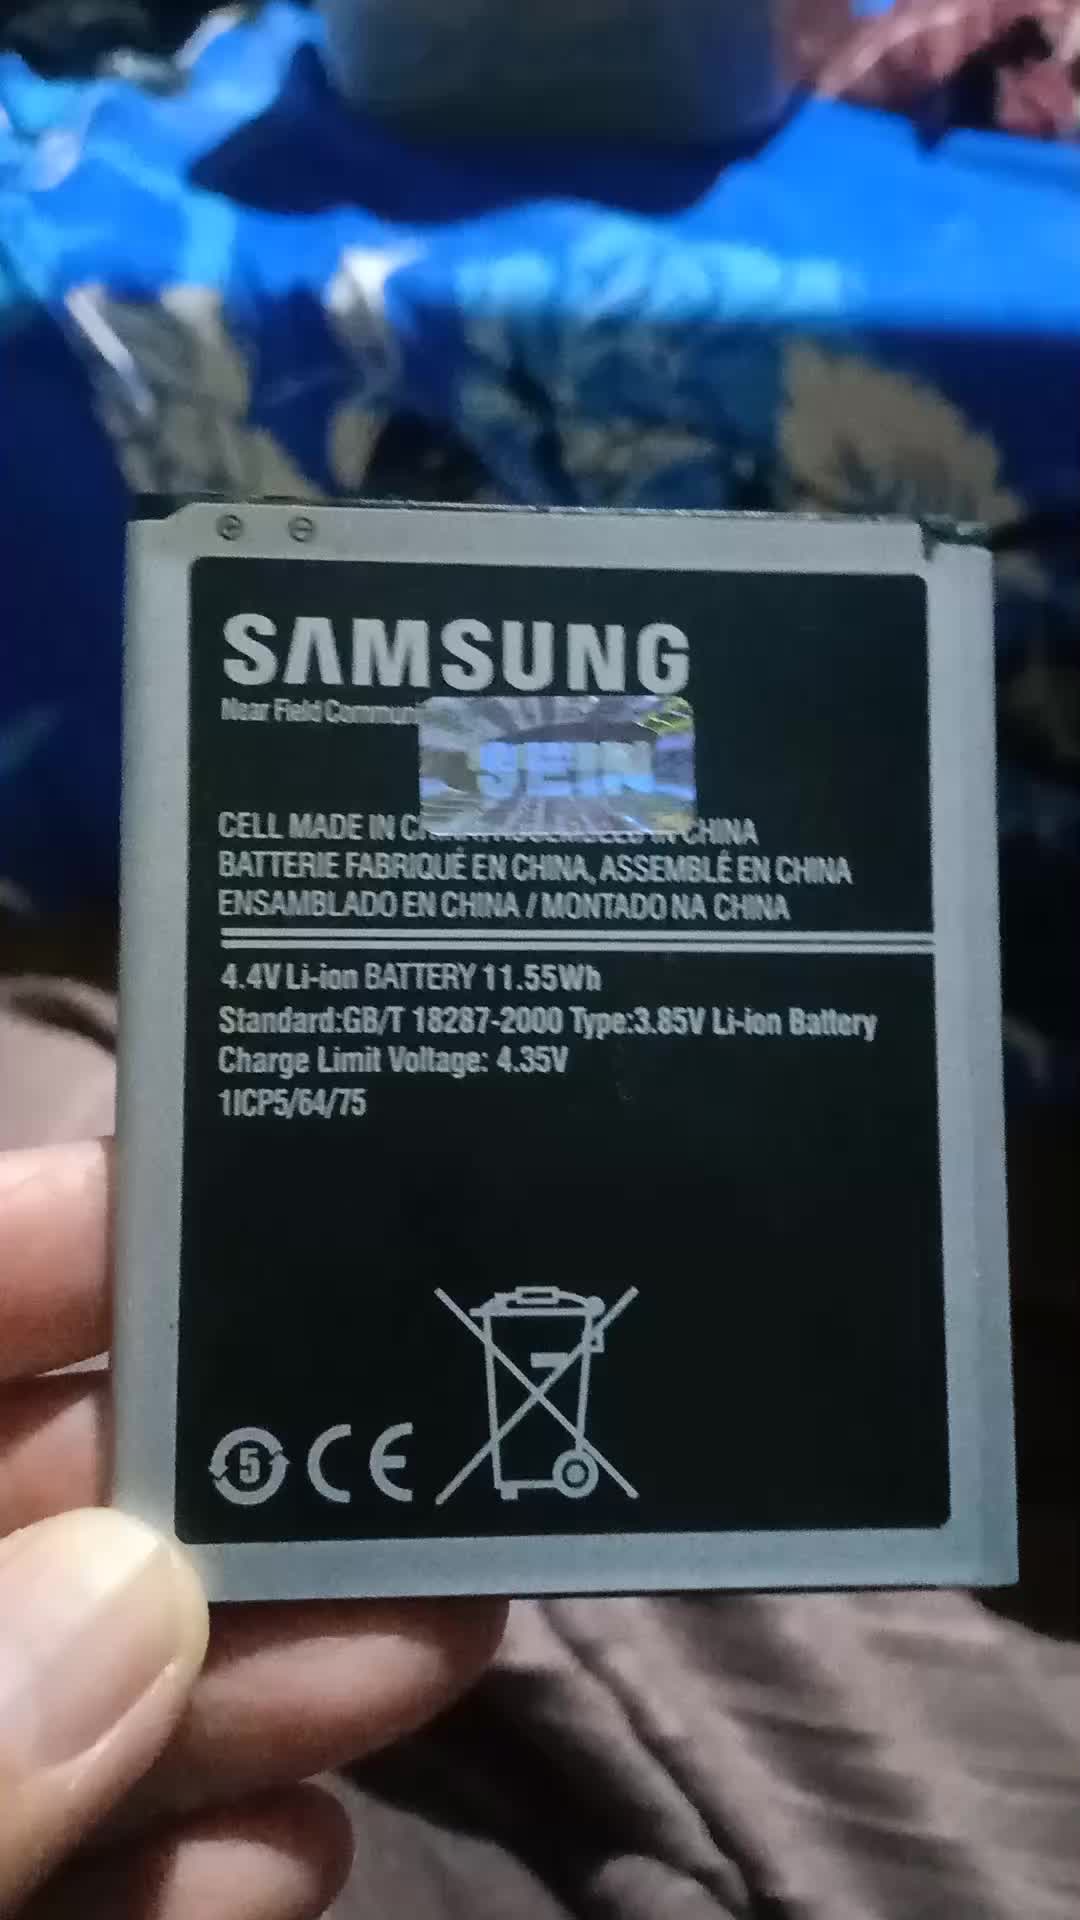 SAMSUNG
Near Field
SEIN
CELL MADE IN CHINA
BATTERIE FABRIQUÉ EN CHINA, ASSEMBLÉ EN CHINA
ENSAMBLADO EN CHINA / MONTADO NA CHINA
4.4V Li-ion BATTERY 11.55Wh
Standard:GB/T 18287-2000 Type:3.85V Li-ion Battery
Charge Limit Voltage: 4.35V
1ICP5/64/75
5 CE